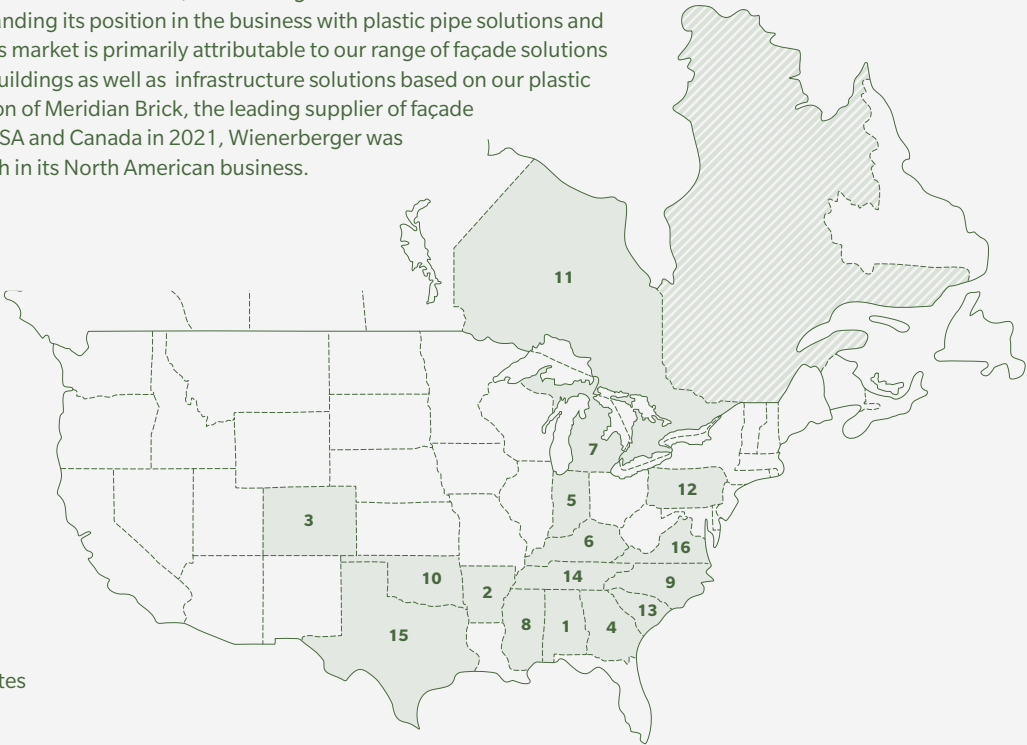 anding its position in the business with plastic pipe solutions and
s market is primarily attributable to our range of façade solutions
uildings as well as infrastructure solutions based on our plastic
on of Meridian Brick, the leading supplier of façade
SA and Canada in 2021, Wienerberger was
h in its North American business.
11
7
12
5
3
6
16
14
10
9
2
13
8
1
4
15
tes